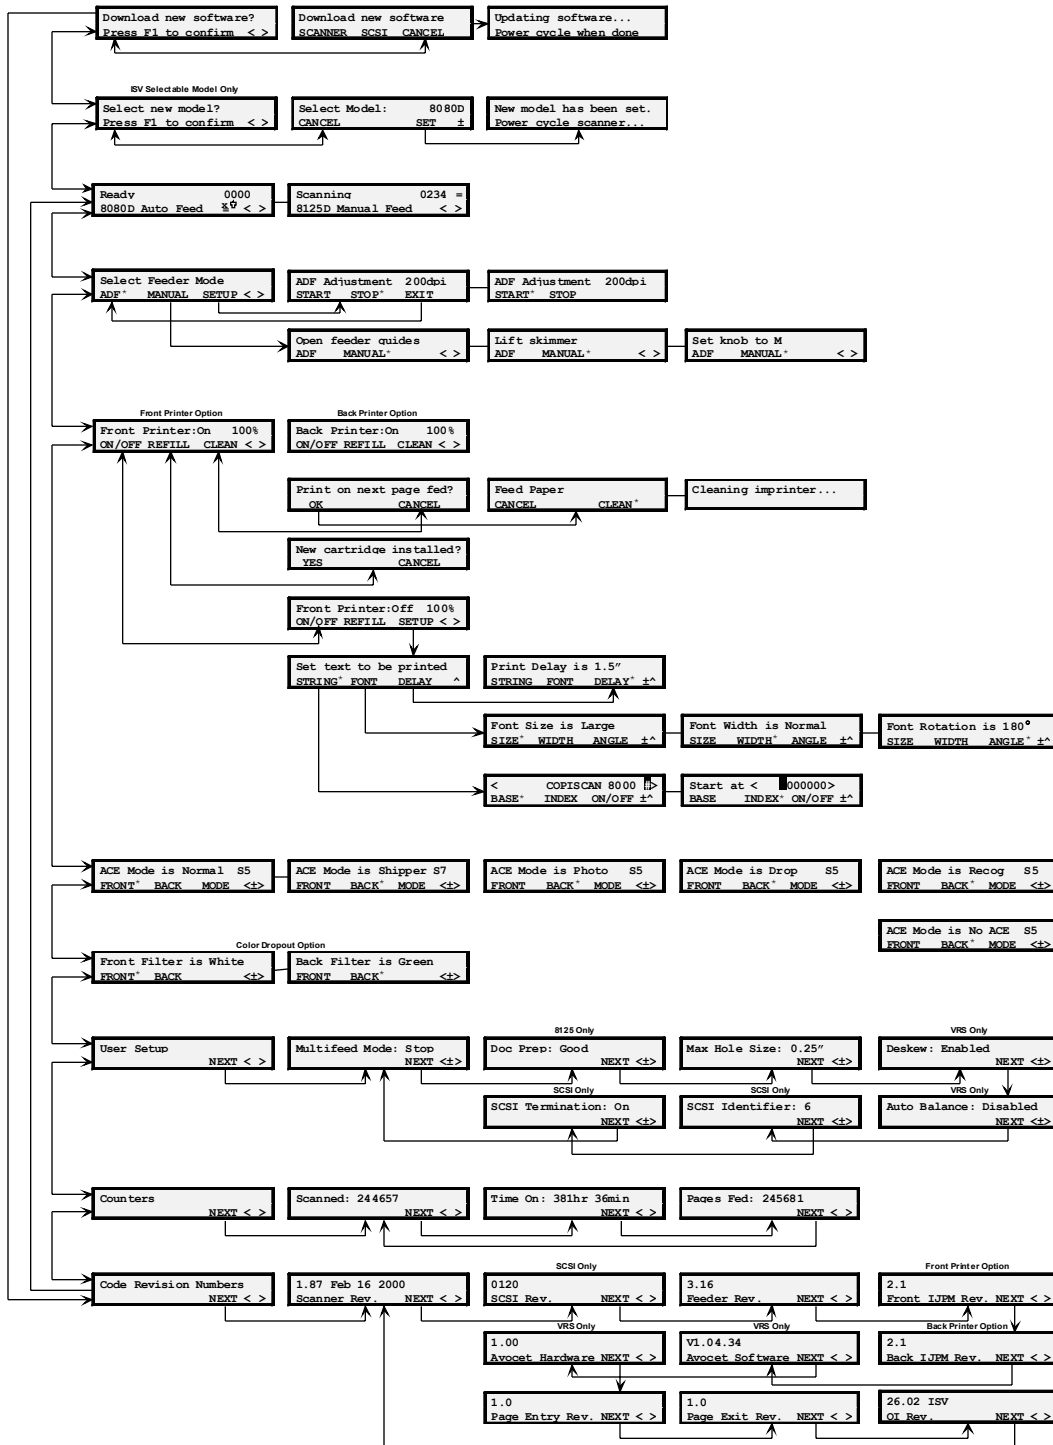 Download new software?
Press F1 to confirm < >
Download new software
SCANNER SCSI CANCEL
Updating software...
Power cycle when done
ISV Selectable Model Only
Select new model?
Press F1 to confirm < >
Select Model: 8080D
CANCEL SET ±
New model has been set.
Power cycle scanner...
Ready 0000
8080D Auto Feed < >
Scanning 0234 =
8125D Manual Feed < >
Select Feeder Mode
ADF* MANUAL SETUP < >
ADF Adjustment 200dpi
START STOP* EXIT
ADF Adjustment 200dpi
START* STOP
Open feeder guides
ADF MANUAL* < >
Lift skimmer
ADF MANUAL* < >
Set knob to M
ADF MANUAL* < >
Front Printer Option
Front Printer:On 100%
ON/OFF REFILL CLEAN < >
Back Printer Option
Back Printer:On 100%
ON/OFF REFILL CLEAN < >
Print on next page fed?
OK CANCEL
Feed Paper
CANCEL CLEAN*
Cleaning imprinter...
New cartridge installed?
YES CANCEL
Front Printer:Off 100%
ON/OFF REFILL SETUP < >
Set text to be printed
STRING* FONT DELAY ^
Print Delay is 1.5″
STRING FONT DELAY* ±^
Font Size is Large
SIZE* WIDTH ANGLE ±^
Font Width is Normal
SIZE WIDTH* ANGLE ±^
Font Rotation is 180°
SIZE WIDTH ANGLE* ±^
< COPISCAN 8000 >
BASE* INDEX ON/OFF ±^
Start at < 000000>
BASE INDEX* ON/OFF ±^
ACE Mode is Normal S5
FRONT* BACK MODE <±>
ACE Mode is Shipper S7
FRONT BACK* MODE <±>
ACE Mode is Photo S5
FRONT BACK* MODE <±>
ACE Mode is Drop S5
FRONT BACK* MODE <±>
ACE Mode is Recog S5
FRONT BACK* MODE <±>
ACE Mode is No ACE S5
FRONT BACK* MODE <±>
Color Dropout Option
Front Filter is White
FRONT* BACK <±>
Back Filter is Green
FRONT BACK* <±>
User Setup
NEXT < >
Multifeed Mode: Stop
NEXT <±>
8125 Only
Doc Prep: Good
NEXT <±>
Max Hole Size: 0.25″
NEXT <±>
VRS Only
Deskew: Enabled
NEXT <±>
SCSI Only
SCSI Termination: On
NEXT <±>
SCSI Only
SCSI Identifier: 6
NEXT <±>
VRS Only
Auto Balance: Disabled
NEXT <±>
Counters
NEXT < >
Scanned: 244657
NEXT < >
Time On: 381hr 36min
NEXT < >
Pages Fed: 245681
NEXT < >
Code Revision Numbers
NEXT < >
1.87 Feb 16 2000
Scanner Rev. NEXT < >
SCSI Only
0120
SCSI Rev. NEXT < >
3.16
Feeder Rev. NEXT < >
Front Printer Option
2.1
Front IJPM Rev. NEXT < >
VRS Only
1.00
Avocet Hardware NEXT < >
VRS Only
V1.04.34
Avocet Software NEXT < >
Back Printer Option
2.1
Back IJPM Rev. NEXT < >
1.0
Page Entry Rev. NEXT < >
1.0
Page Exit Rev. NEXT < >
26.02 ISV
OI Rev. NEXT < >